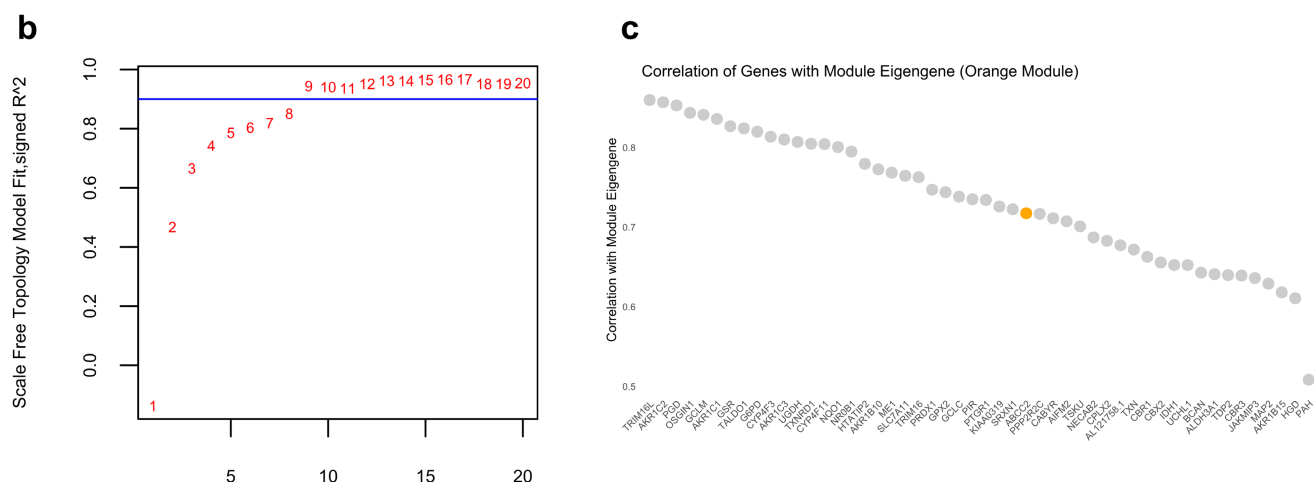 b
Scale Free Topology Model Fit,signed R^2
1.0
0.8
0.6
0.4
0.2
0.0
1
2
3
4
5
6
7
8
9
10
11
12
13
14
15
16
17
18
19
20
5
10
15
20
c
Correlation of Genes with Module Eigengene (Orange Module)
Correlation with Module Eigengene
0.8
0.7
0.6
0.5
TRIM16L
AKR1C2
PGD
OSGIN1
GCLM
AKR1C1
GSR
TALDO1
G6PD
CYP4F3
AKR1C3
UGDH
TXNRD1
CYP4F11
NQO1
NR0B1
HTATIP2
AKR1B10
ME1
SLC7A11
TRIM16
PRDX1
GPX2
GCLC
PIR
PTGR1
KIAA0319
SRXN1
ABCC2
PPP2R2C
CABYR
AIFM2
TSKU
NECAB2
CPLX2
AL121758.1
TXN
CBR1
CBX2
IDH1
UCHL1
BCAN
ALDH3A1
TDP2
CBR3
JAKMIP3
MAP2
AKR1B15
HGD
PAH